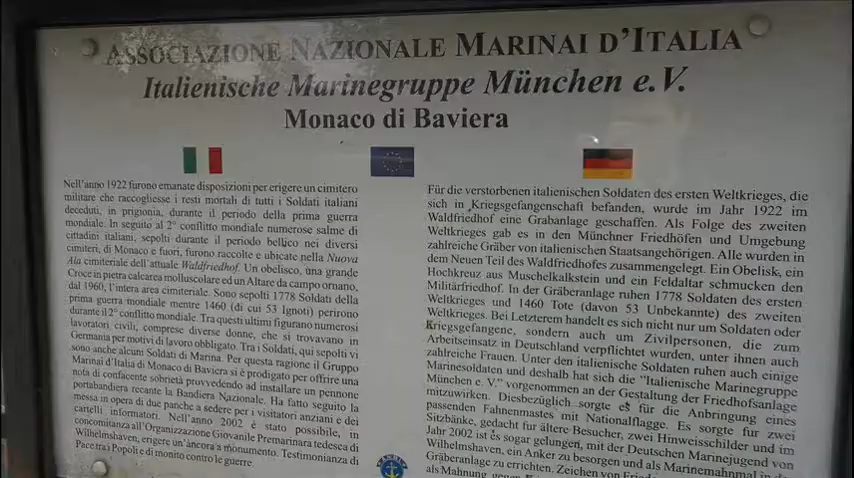 ASSOCIAZIONE NAZIONALE MARINAI D'ITALIA
Italienische Marinegruppe München e.V.
Monaco di Baviera
Nell'anno 1922 furono emanate disposizioni per erigere un cimitero
militare che raccogliesse i resti mortali di tutti i Soldati italiani
deceduti, in prigionia, durante il periodo della prima guerra
mondiale. In seguito al 2° conflitto mondiale numerose salme di
cittadini italiani, sepolti durante il periodo bellico nei diversi
cimiteri, di Monaco e fuori, furono raccolte e ubicate nella Nuova
Ala cimiteriale dell'attuale Waldfriedhof. Un obelisco, una grande
Croce in pietra calcarea molluscolare ed un Altare da campo ornano,
dal 1960, l'intera area cimiteriale. Sono sepolti 1778 Soldati della
prima guerra mondiale mentre 1460 (di cui 53 Ignoti) perirono
durante il 2° conflitto mondiale. Tra questi ultimi figurano numerosi
lavoratori civili, comprese diverse donne, che si trovavano in
Germania per motivi di lavoro obbligato. Tra i Soldati, qui sepolti vi
sono anche alcuni Soldati di Marina. Per questa ragione il Gruppo
Marinai d'Italia di Monaco di Baviera si è prodigato per offrire una
nota di confacente sobrietà provvedendo ad installare un pennone
portabandiera recante la Bandiera Nazionale. Ha fatto seguito la
messa in opera di due panche a sedere per i visitatori anziani e dei
cartelli informatori. Nell'anno 2002 è stato possibile, in
concomitanza all'Organizzazione Giovanile Premarinara tedesca di
Wilhelmshaven, erigere un'àncora a monumento. Testimonianza di
Pace tra i Popoli e di monito contro le guerre.
Für die verstorbenen italienischen Soldaten des ersten Weltkrieges, die
sich in Kriegsgefangenschaft befanden, wurde im Jahr 1922 im
Waldfriedhof eine Grabanlage geschaffen. Als Folge des zweiten
Weltkrieges gab es in den Münchner Friedhöfen und Umgebung
zahlreiche Gräber von italienischen Staatsangehörigen. Alle wurden in
dem Neuen Teil des Waldfriedhofes zusammengelegt. Ein Obelisk, ein
Hochkreuz aus Muschelkalkstein und ein Feldaltar schmucken den
Militärfriedhof. In der Gräberanlage ruhen 1778 Soldaten des ersten
Weltkrieges und 1460 Tote (davon 53 Unbekannte) des zweiten
Weltkrieges. Bei Letzterem handelt es sich nicht nur um Soldaten oder
Kriegsgefangene, sondern auch um Zivilpersonen, die zum
Arbeitseinsatz in Deutschland verpflichtet wurden, unter ihnen auch
zahlreiche Frauen. Unter den italienischen Soldaten ruhen auch einige
Marinesoldaten und deshalb hat sich die "Italienische Marinegruppe
München e. V." vorgenommen an der Gestaltung der Friedhofsanlage
mitzuwirken. Diesbezüglich sorgte es für die Anbringung eines
passenden Fahnenmastes mit Nationalflagge. Es sorgte für zwei
Sitzbänke, gedacht für ältere Besucher, zwei Hinweisschilder und im
Jahr 2002 ist es sogar gelungen, mit der Deutschen Marinejugend von
Wilhelmshaven, ein Anker zu besorgen und als Marinemahnmal in de
Gräberanlage zu errichten. Zeichen von
als Mahnung gegen